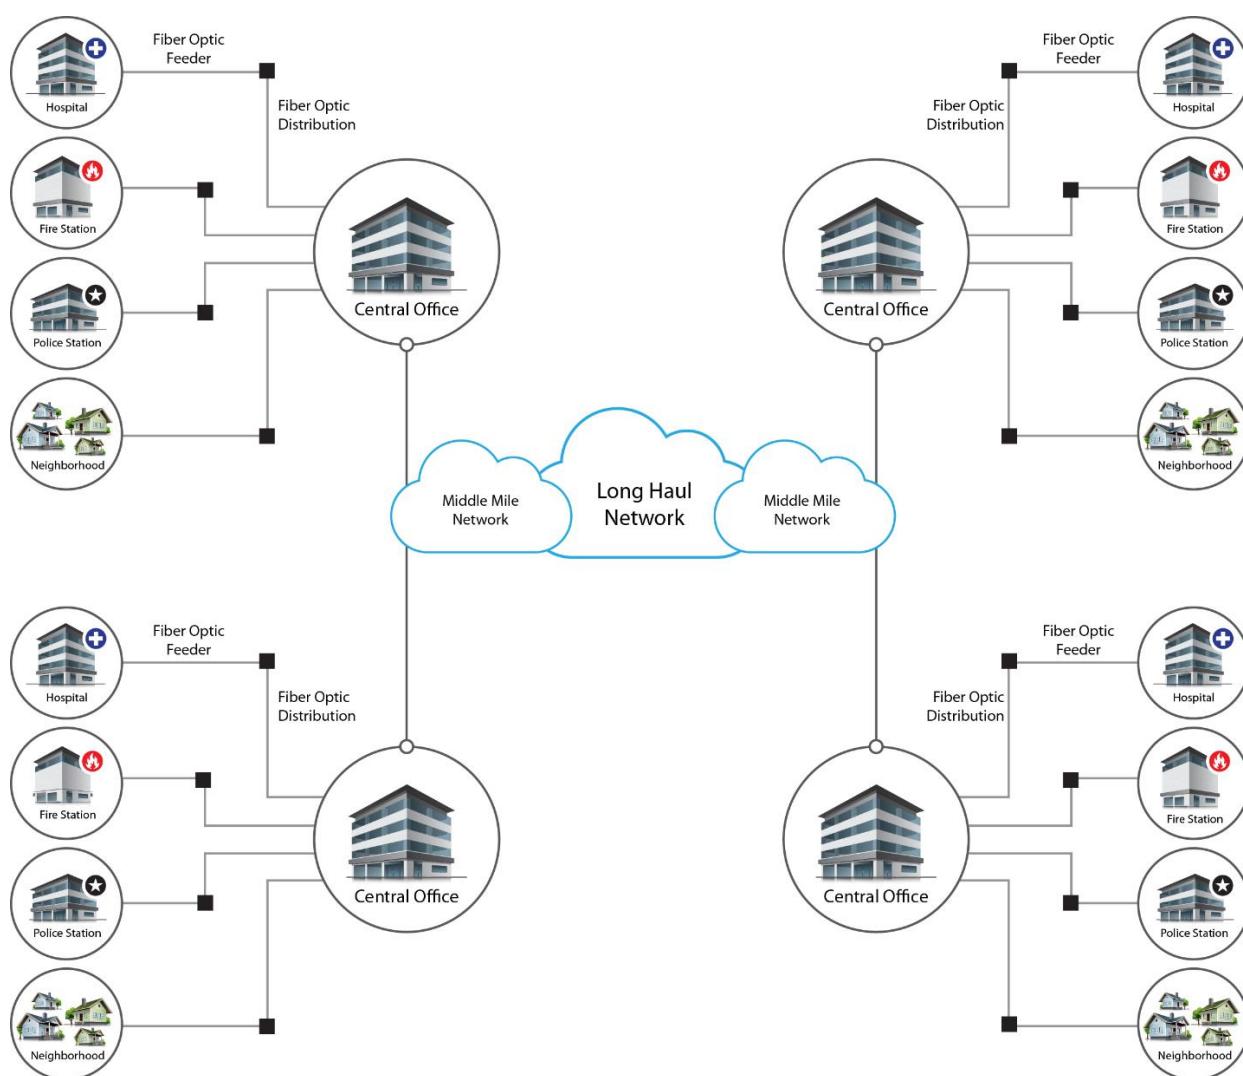 Fiber Optic
Feeder
Hospital
Fiber Optic
Distribution
Fire Station
Police Station
Neighborhood
Central Office
Fiber Optic
Feeder
Hospital
Fiber Optic
Distribution
Fire Station
Police Station
Neighborhood
Central Office
Middle Mile
Network
Long Haul
Network
Middle Mile
Network
Fiber Optic
Feeder
Hospital
Fiber Optic
Distribution
Fire Station
Police Station
Neighborhood
Central Office
Fiber Optic
Feeder
Hospital
Fiber Optic
Distribution
Fire Station
Police Station
Neighborhood
Central Office